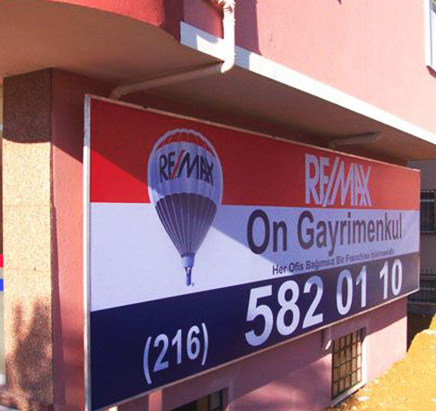 RE/MAX
RE/MAX
On Gayrimenkul
Her Ofis Bağımsız Bir Franchise İşletmesidir
(216) 582 01 10